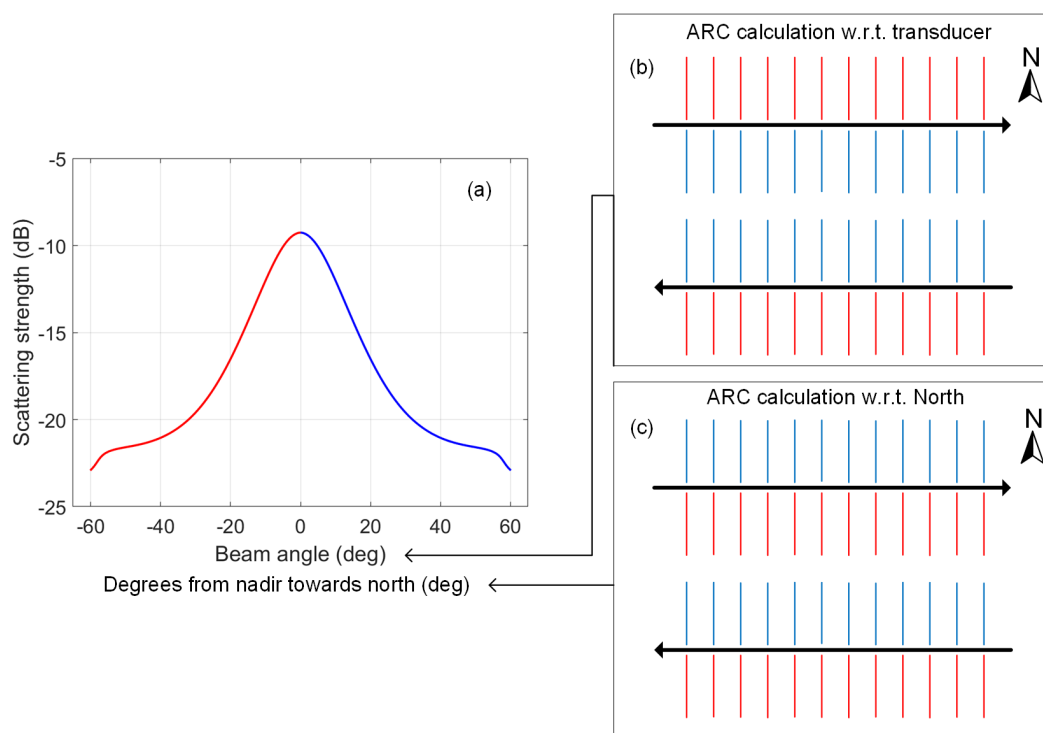 (a)
Scattering strength (dB)
-5
-10
-15
-20
-25
-60 -40 -20 0 20 40 60
Beam angle (deg)
Degrees from nadir towards north (deg)
ARC calculation w.r.t. transducer
(b)
N
ARC calculation w.r.t. North
(c)
N